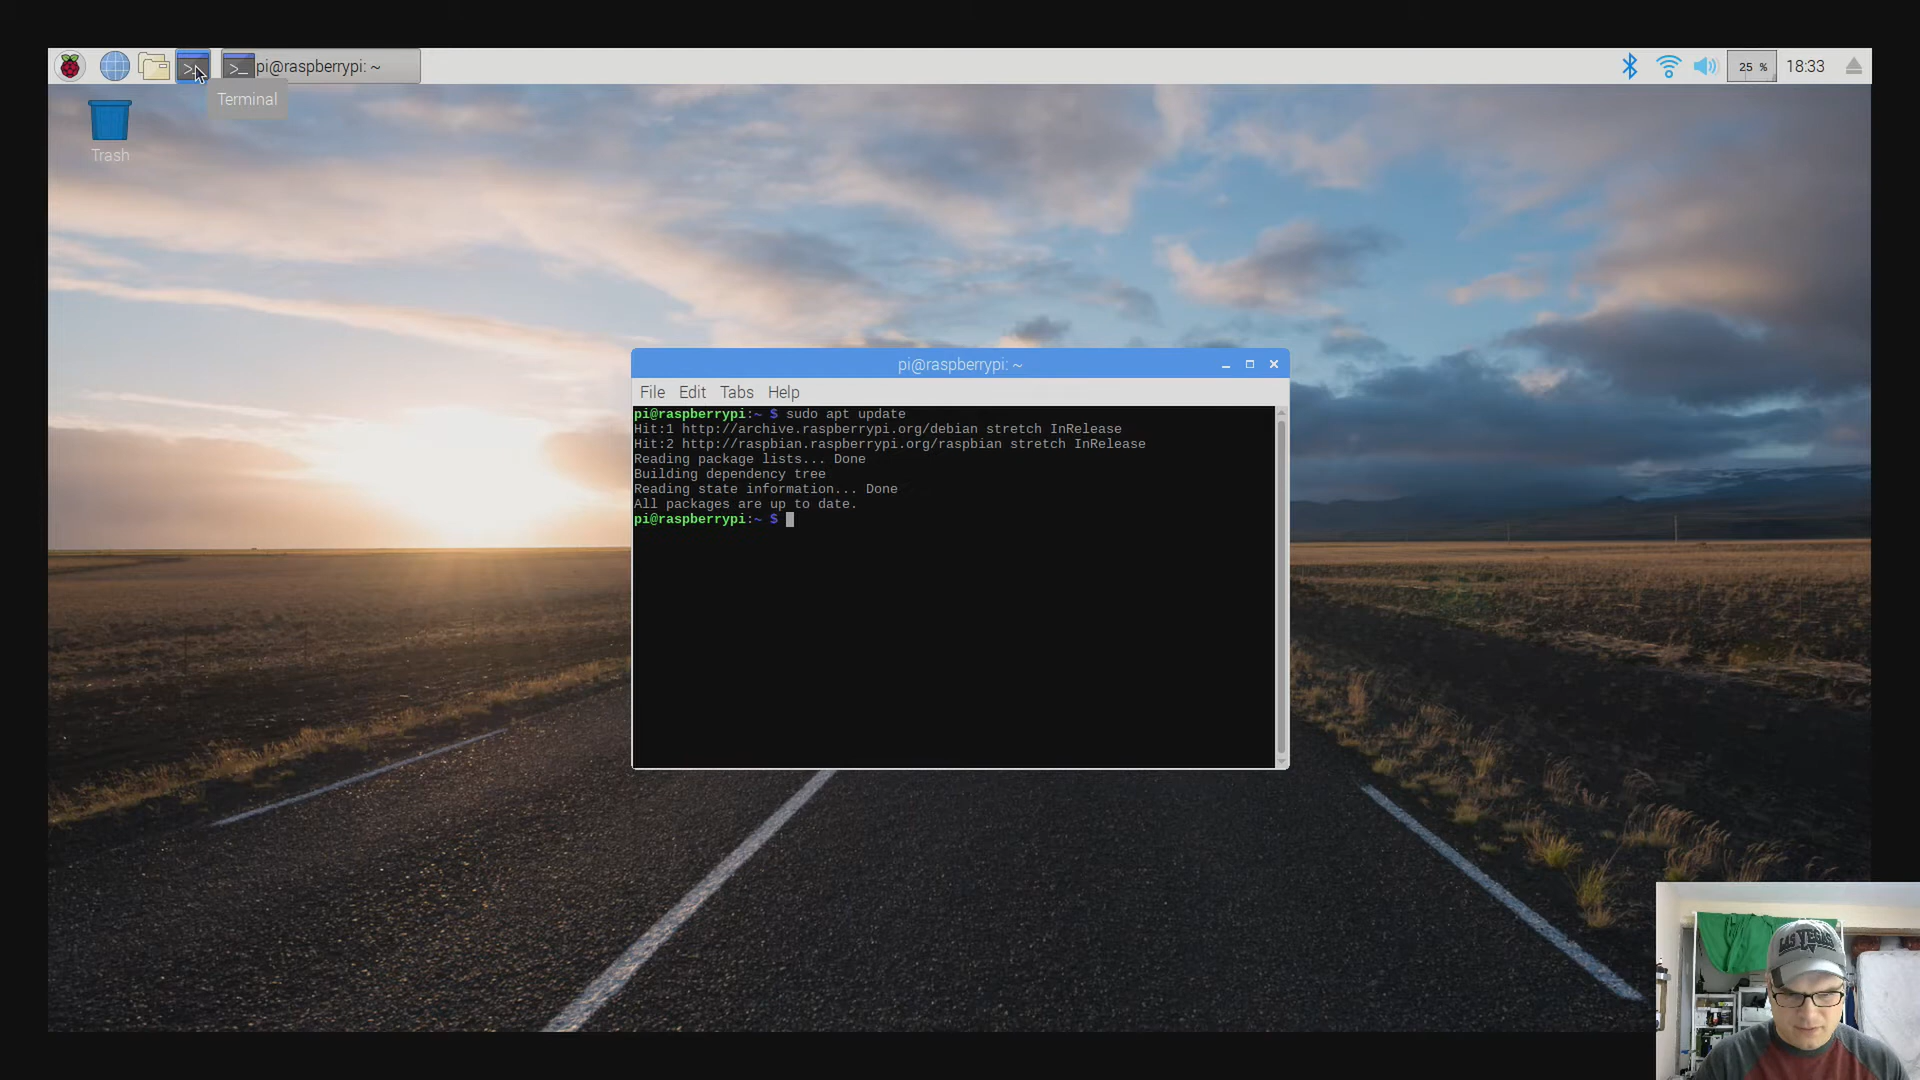 pi@raspberrypi: ~
25 %
18:33
Terminal
Trash
pi@raspberrypi: ~
File Edit Tabs Help
pi@raspberrypi:~ $ sudo apt update
Hit:1 http://archive.raspberrypi.org/debian stretch InRelease
Hit:2 http://raspbian.raspberrypi.org/raspbian stretch InRelease
Reading package lists... Done
Building dependency tree
Reading state information... Done
All packages are up to date.
pi@raspberrypi:~ $
LAS VEGAS